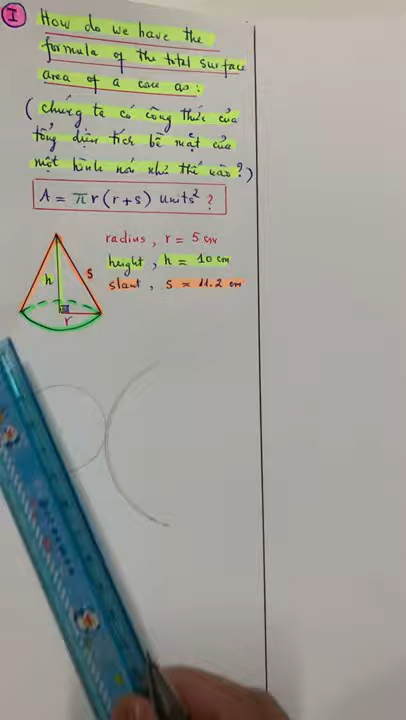 I How do we have the
formula of the total surface
area of a cone as:
(chúng ta có công thức của
tổng diện tích bề mặt của
một hình nón như thế nào?)
A = πr(r+s) units² ?
radius, r = 5 cm
height, h = 10 cm
slant, s = 11.2 cm
h
s
r